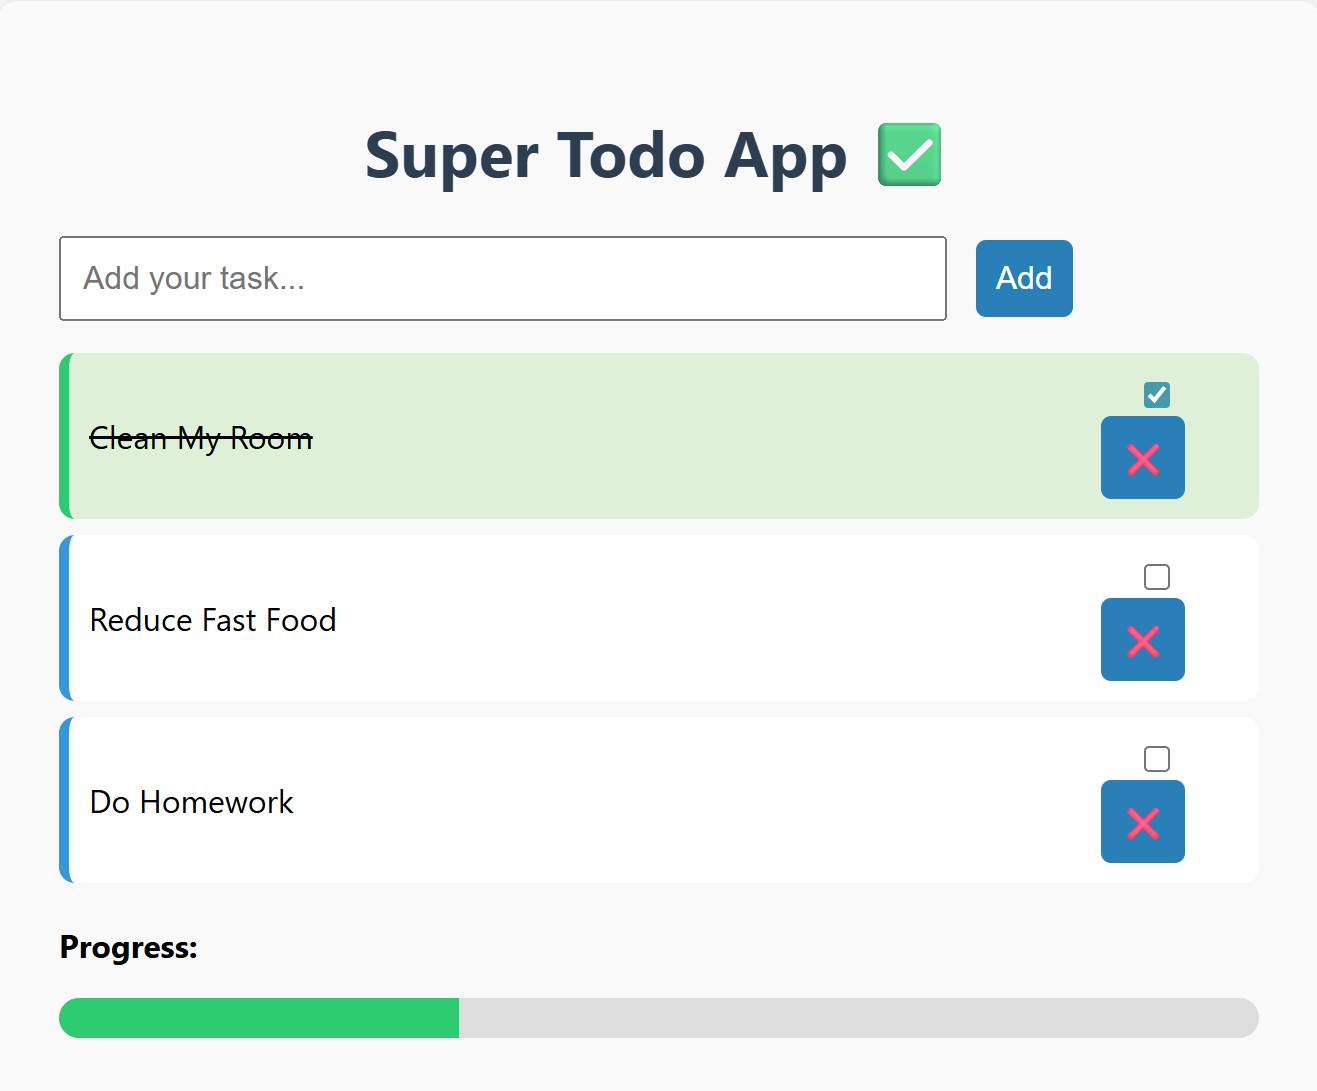 Super Todo App ✅
Add your task...
Add
Clean My Room
Reduce Fast Food
Do Homework
Progress: